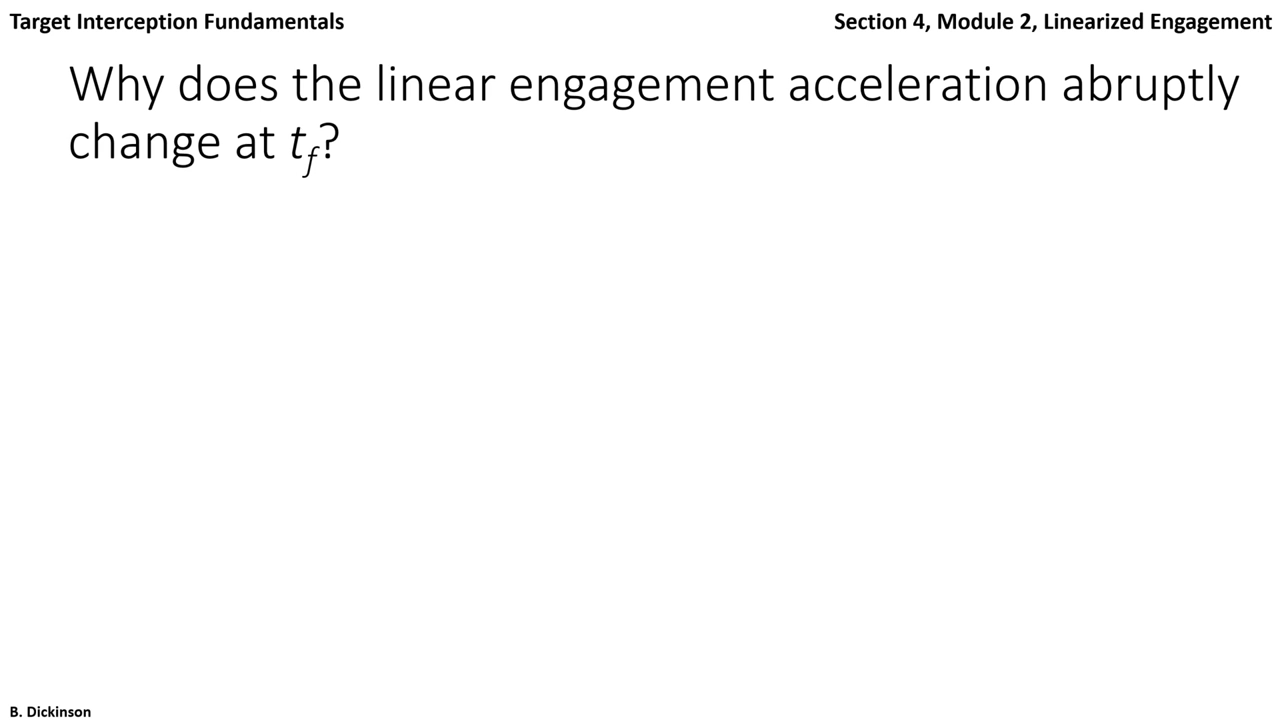 Target Interception Fundamentals
Section 4, Module 2, Linearized Engagement
Why does the linear engagement acceleration abruptly
change at t_f?
B. Dickinson